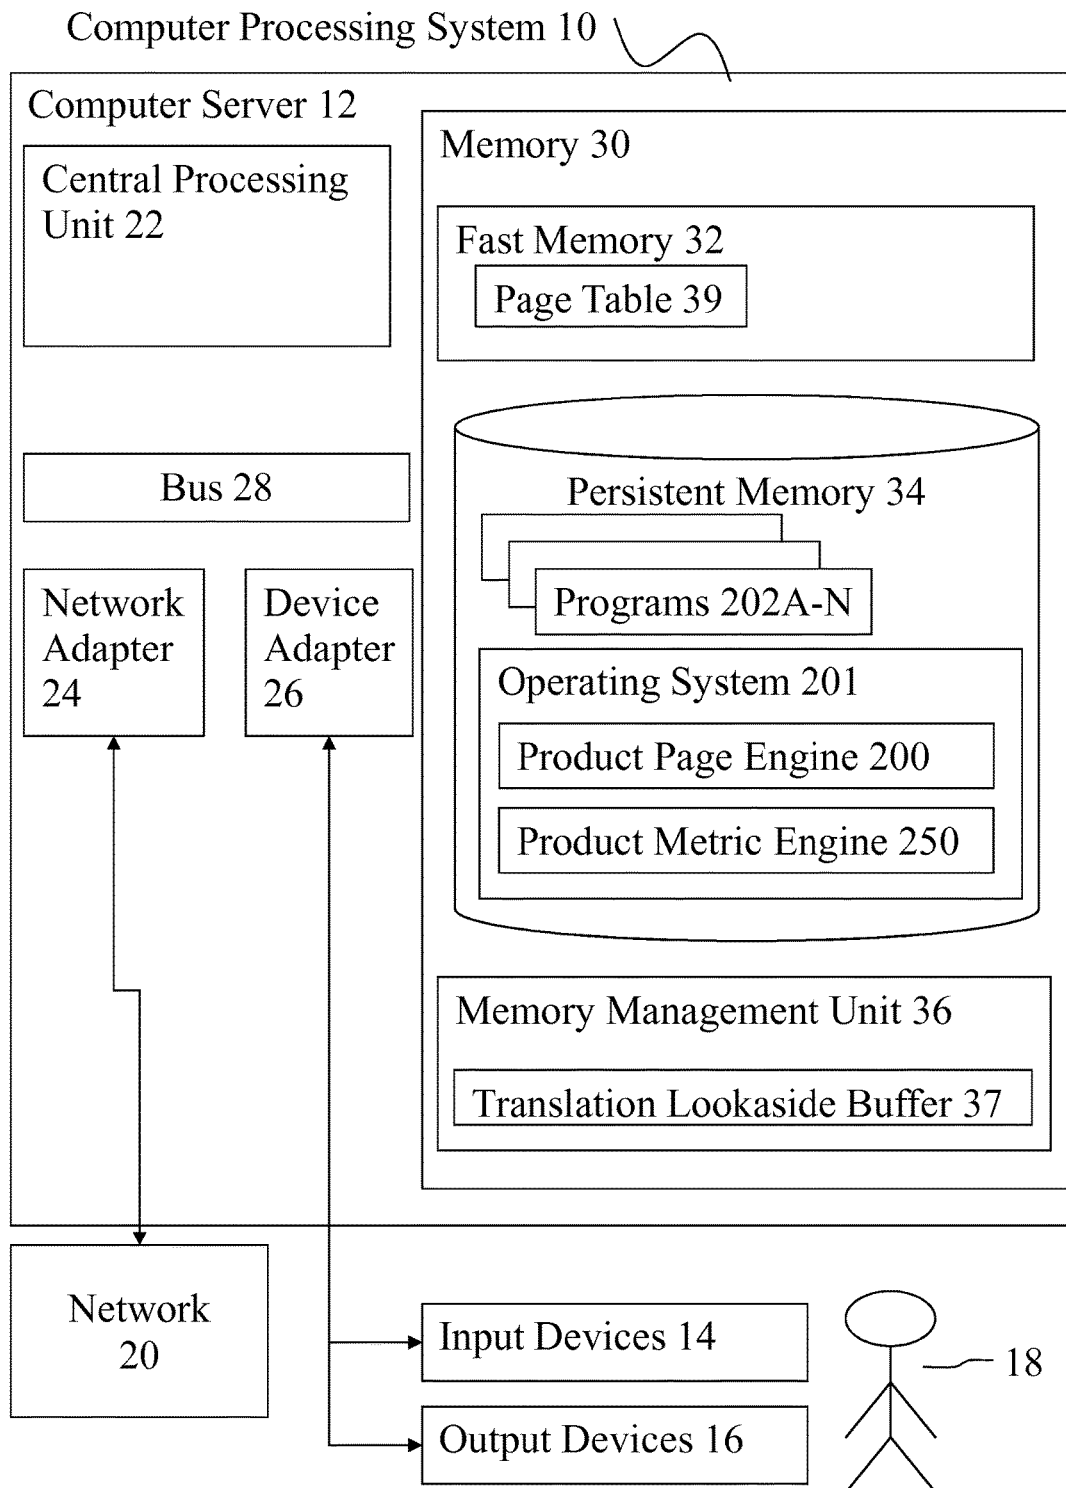 Computer Processing System 10
Computer Server 12
Central Processing
Unit 22
Bus 28
Network
Adapter
24
Device
Adapter
26
Memory 30
Fast Memory 32
Page Table 39
Persistent Memory 34
Programs 202A-N
Operating System 201
Product Page Engine 200
Product Metric Engine 250
Memory Management Unit 36
Translation Lookaside Buffer 37
Network
20
Input Devices 14
Output Devices 16
18